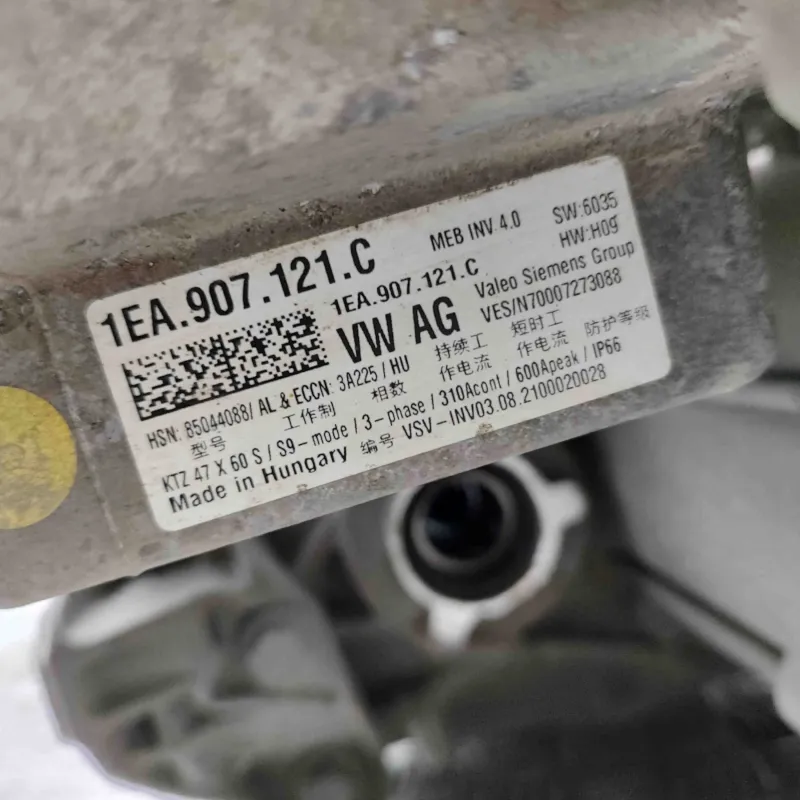 1EA.907.121.C MEB INV 4.0 SW:6035
1EA.907.121.C HW:H09
VW AG Valeo Siemens Group
VES/N70007273088
HSN: 85044088/ AL & ECCN: 3A225 / HU 持续工 短时工 防护等级
型号 工作制 相数 作电流 作电流
KTZ 47 X 60 S / S9-mode / 3-phase / 310Acont / 600Apeak / IP66
Made in Hungary 编号 VSV-INV03.08.2100020028